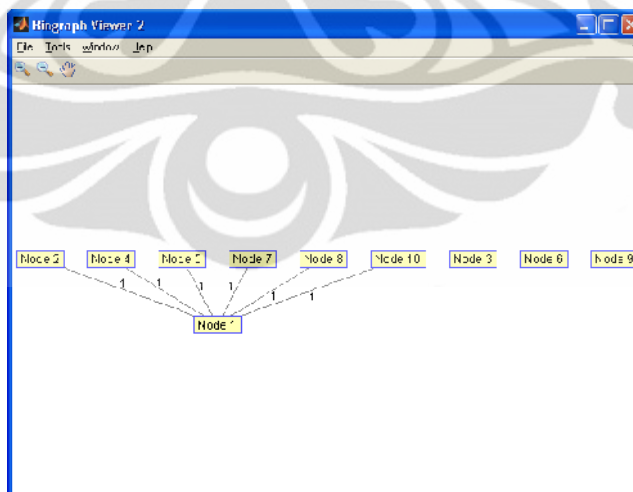 Biograph Viewer 2
File Tools Window Help
Node 2 Node 4 Node 5 Node 7 Node 8 Node 10 Node 3 Node 6 Node 9
1 1 1 1 1 1
Node 1